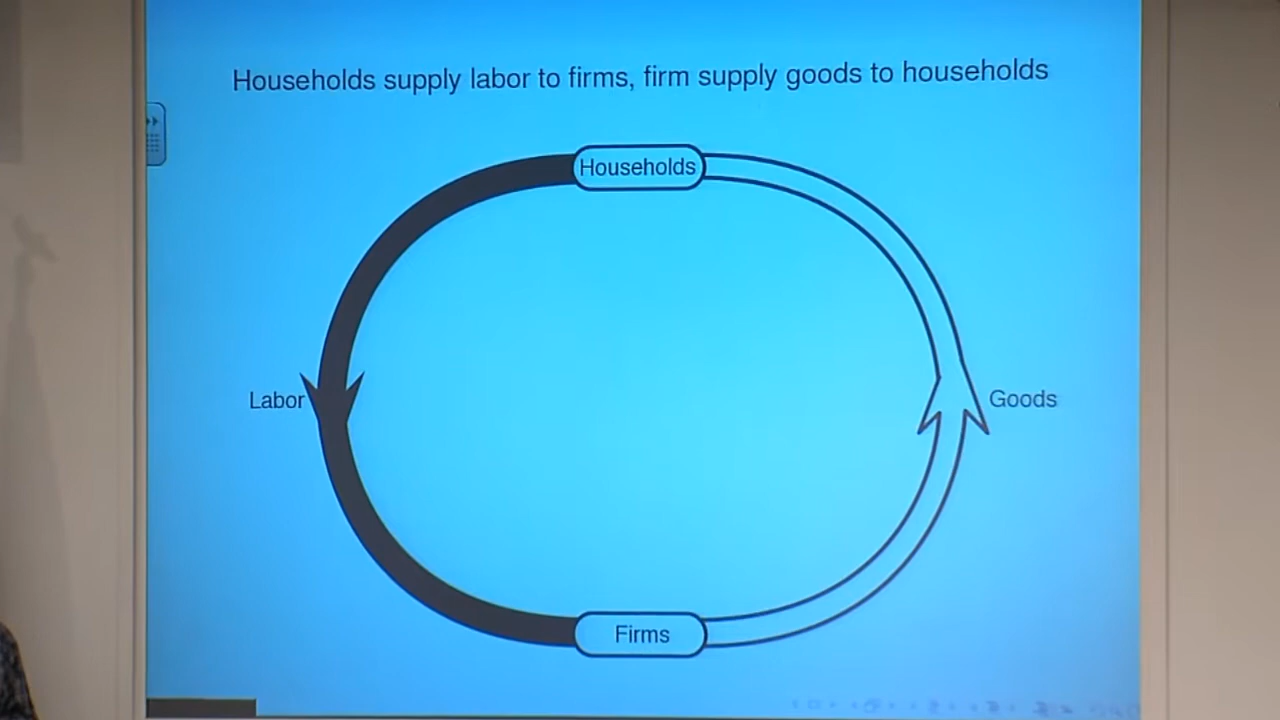 Households supply labor to firms, firm supply goods to households
Households
Labor
Goods
Firms